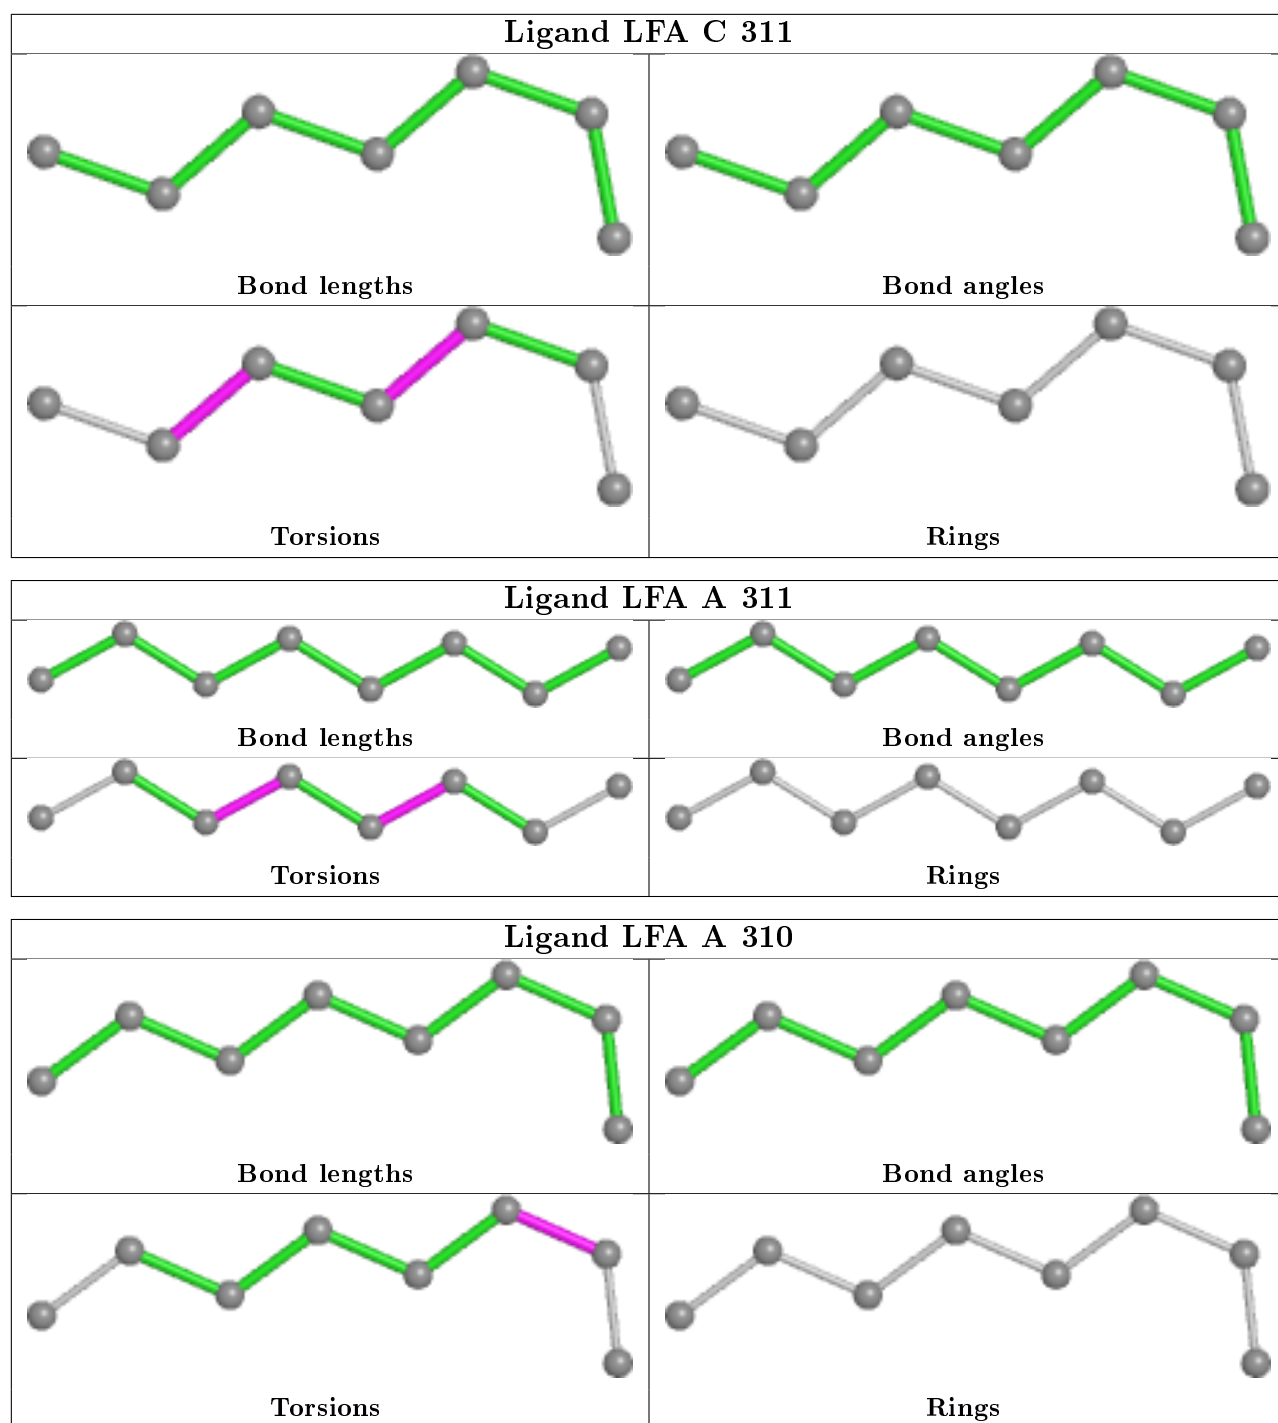 Ligand LFA C 311
Bond lengths
Bond angles
Torsions
Rings
Ligand LFA A 311
Bond lengths
Bond angles
Torsions
Rings
Ligand LFA A 310
Bond lengths
Bond angles
Torsions
Rings